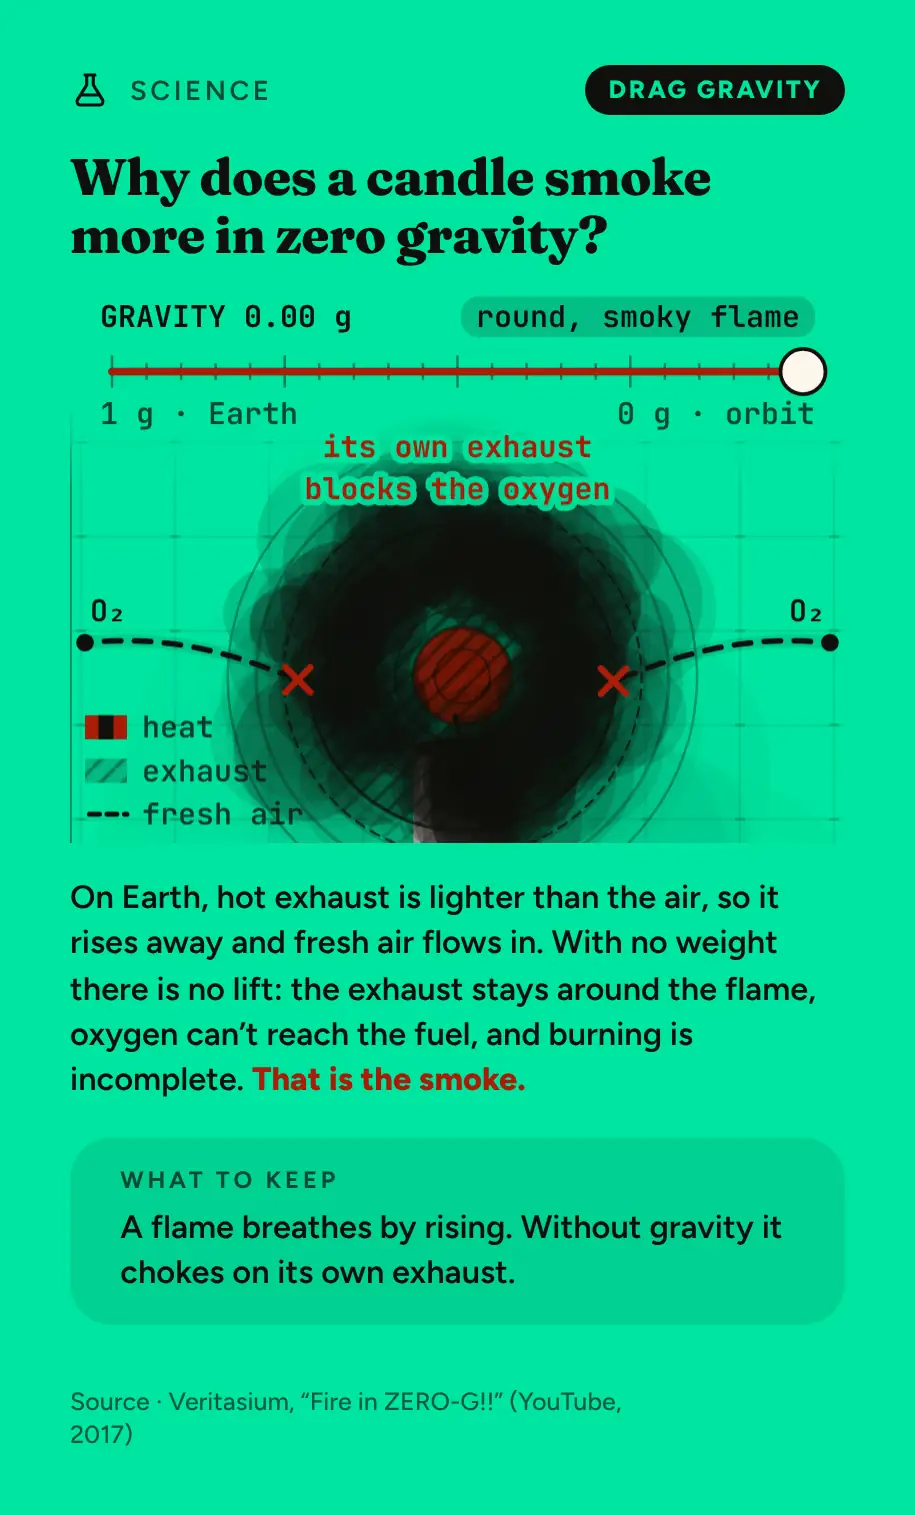 SCIENCE
DRAG GRAVITY
Why does a candle smoke
more in zero gravity?
GRAVITY 0.00 g
round, smoky flame
1 g · Earth
0 g · orbit
its own exhaust
blocks the oxygen
O₂
O₂
heat
exhaust
fresh air
On Earth, hot exhaust is lighter than the air, so it
rises away and fresh air flows in. With no weight
there is no lift: the exhaust stays around the flame,
oxygen can’t reach the fuel, and burning is
incomplete. That is the smoke.
WHAT TO KEEP
A flame breathes by rising. Without gravity it
chokes on its own exhaust.
Source · Veritasium, “Fire in ZERO-G!!” (YouTube,
2017)